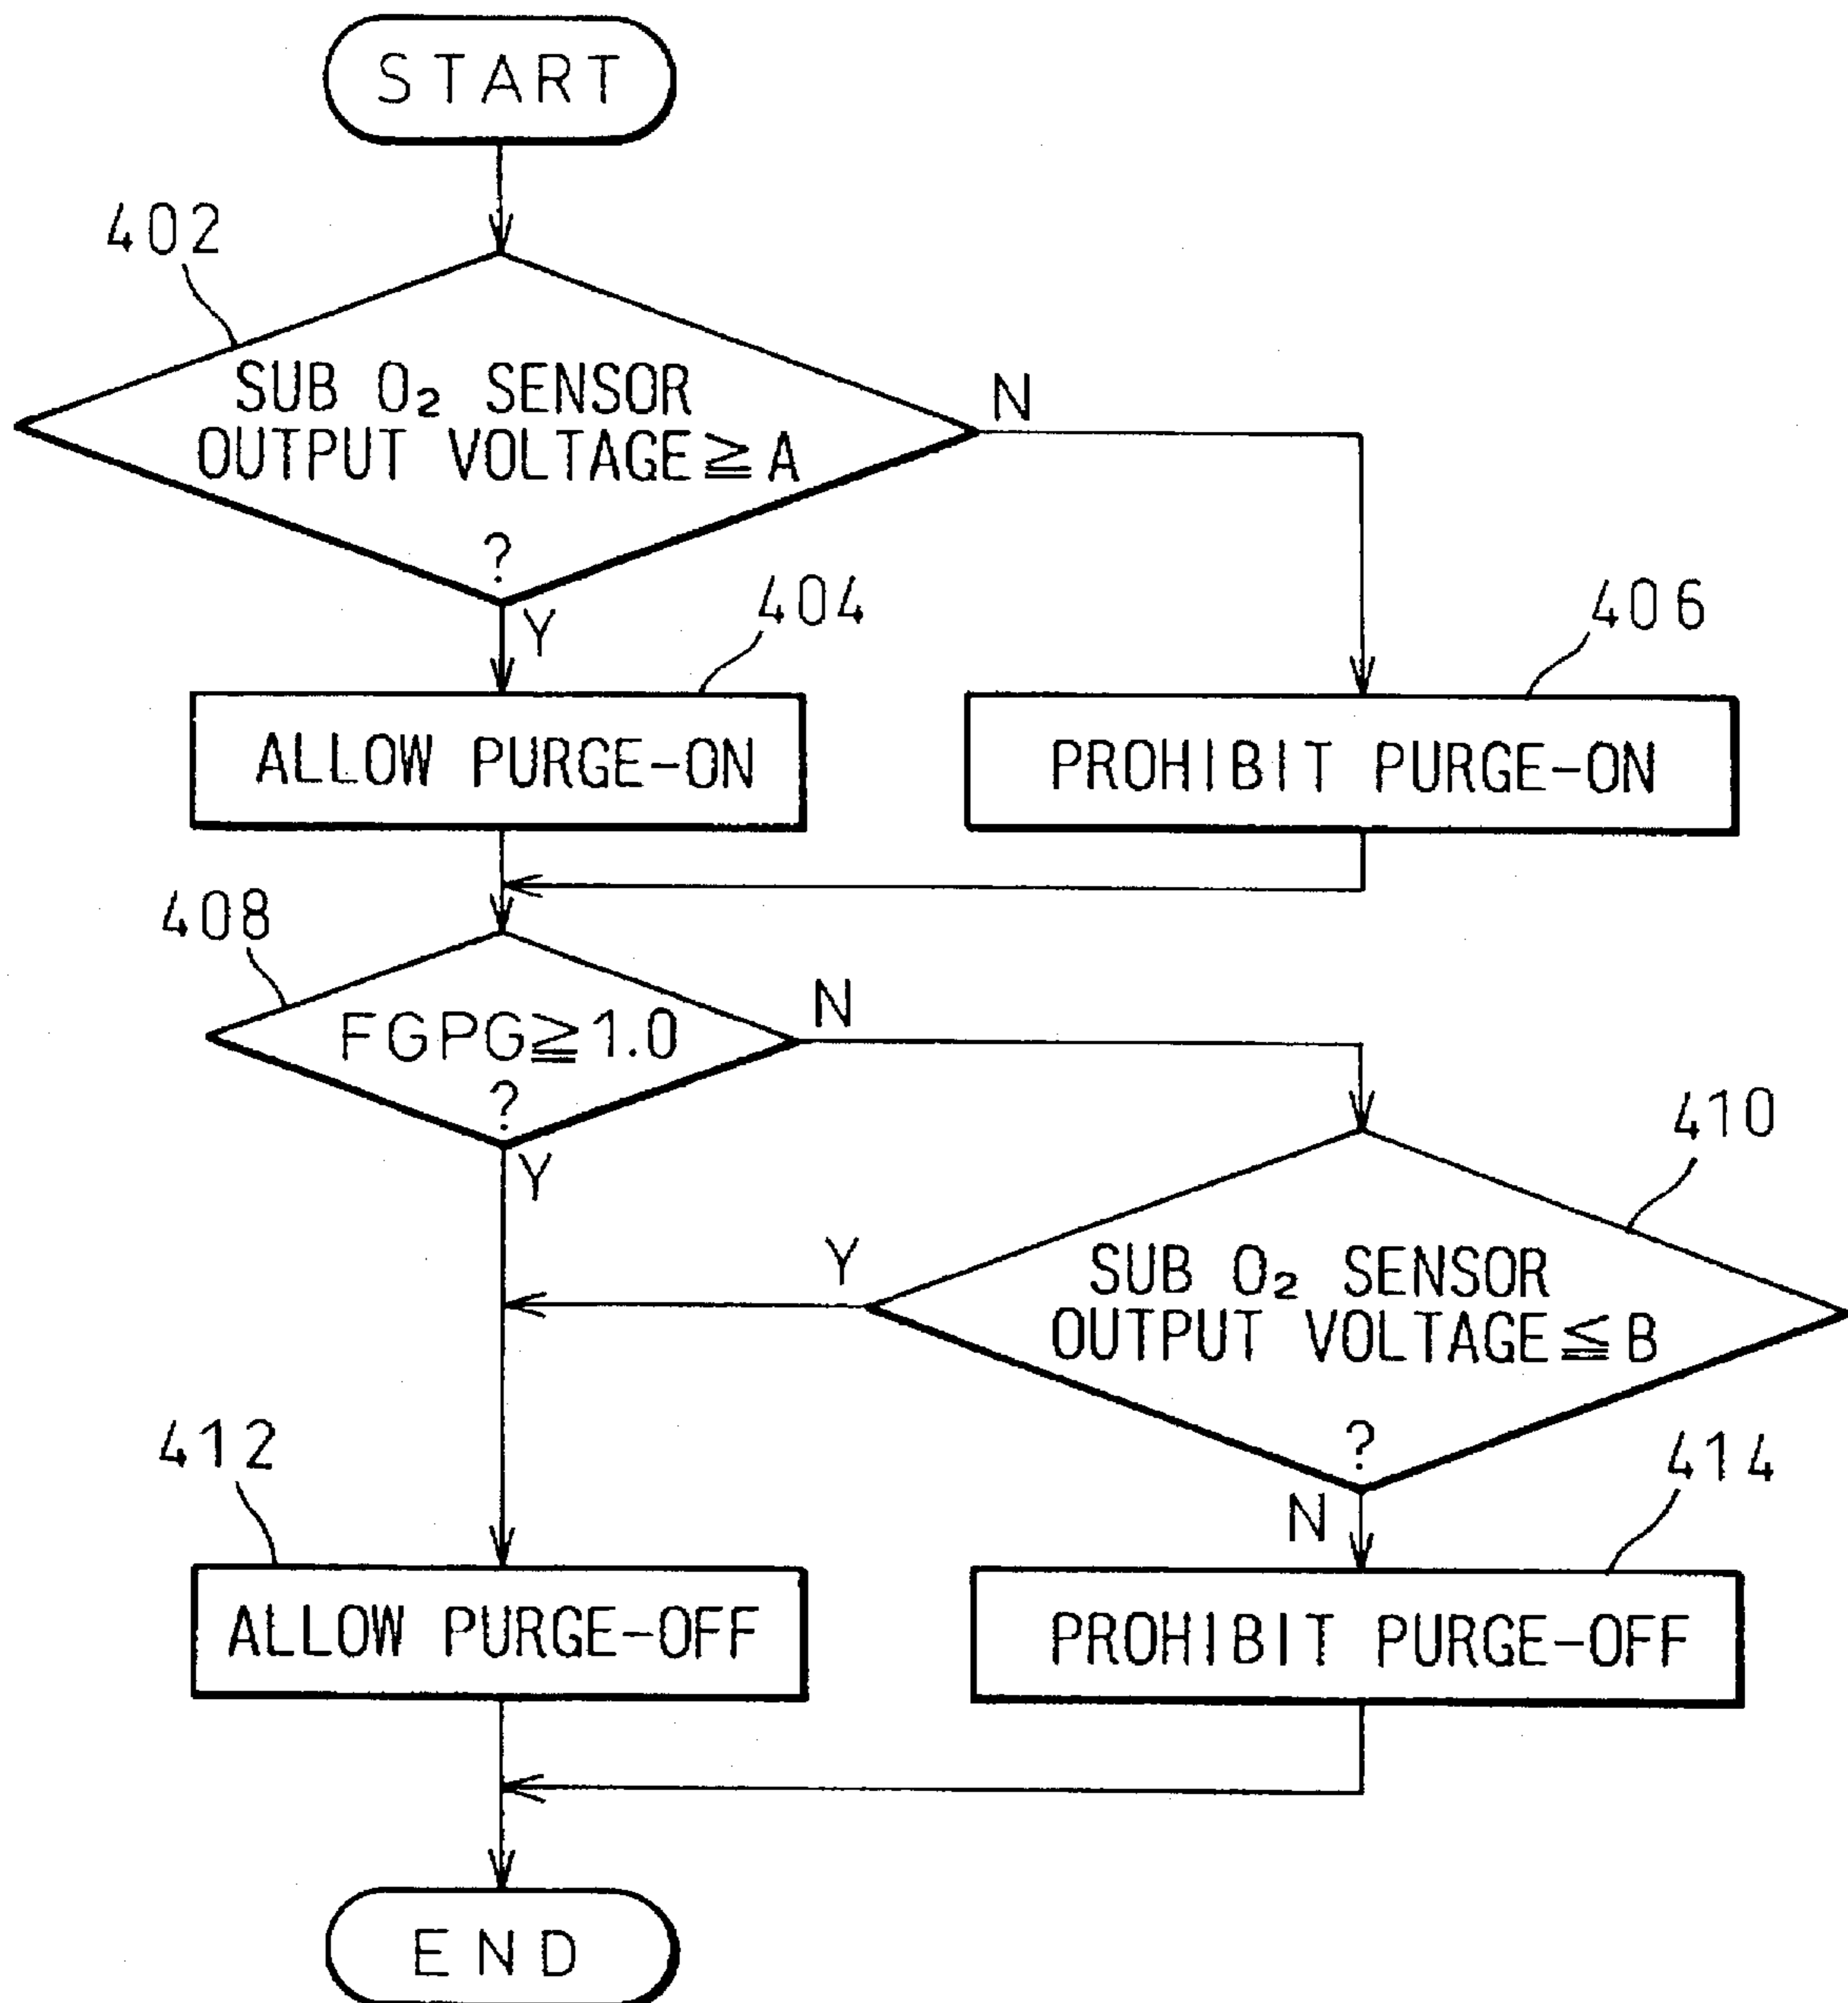 START
402
SUB O₂ SENSOR
OUTPUT VOLTAGE≧A
?
N
Y
404
406
ALLOW PURGE-ON
PROHIBIT PURGE-ON
408
FGPG≧1.0
?
N
Y
410
SUB O₂ SENSOR
OUTPUT VOLTAGE≦B
?
Y
N
412
414
ALLOW PURGE-OFF
PROHIBIT PURGE-OFF
END